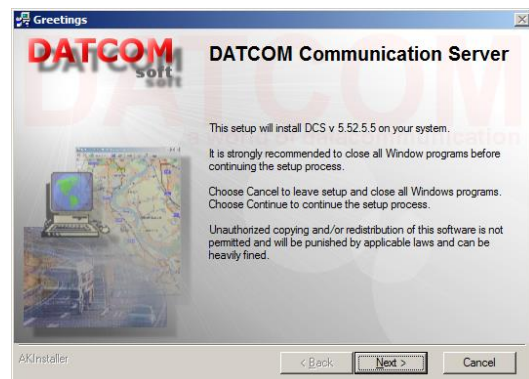 Greetings
DATCOM
soft
DATCOM Communication Server
This setup will install DCS v 5.52.5.5 on your system.
It is strongly recommended to close all Window programs before
continuing the setup process.
Choose Cancel to leave setup and close all Windows programs.
Choose Continue to continue the setup process.
Unauthorized copying and/or redistribution of this software is not
permitted and will be punished by applicable laws and can be
heavily fined.
AKInstaller
< Back
Next >
Cancel